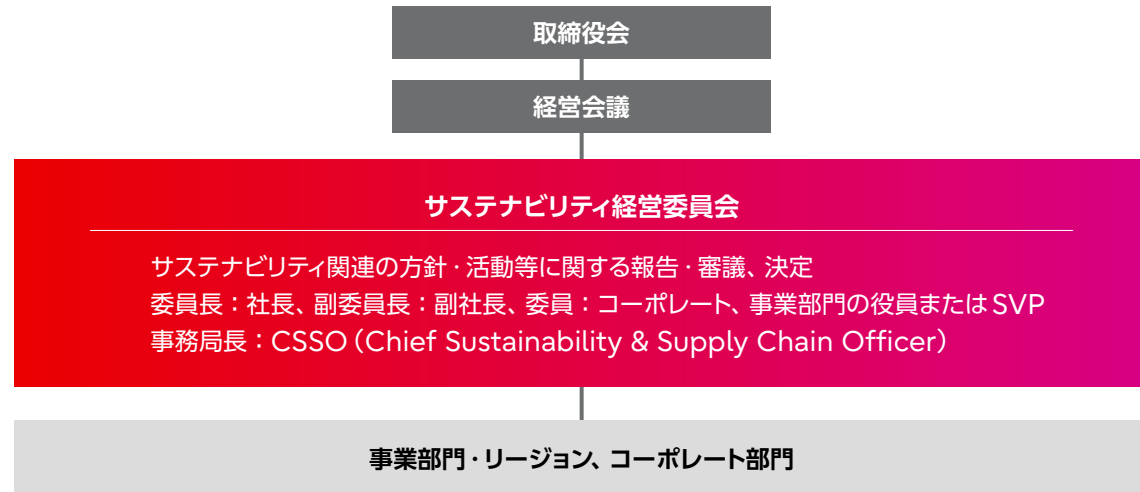 取締役会
経営会議
サステナビリティ経営委員会
サステナビリティ関連の方針・活動等に関する報告・審議、決定
委員長：社長、副委員長：副社長、委員：コーポレート、事業部門の役員またはSVP
事務局長：CSSO（Chief Sustainability & Supply Chain Officer）
事業部門・リージョン、コーポレート部門